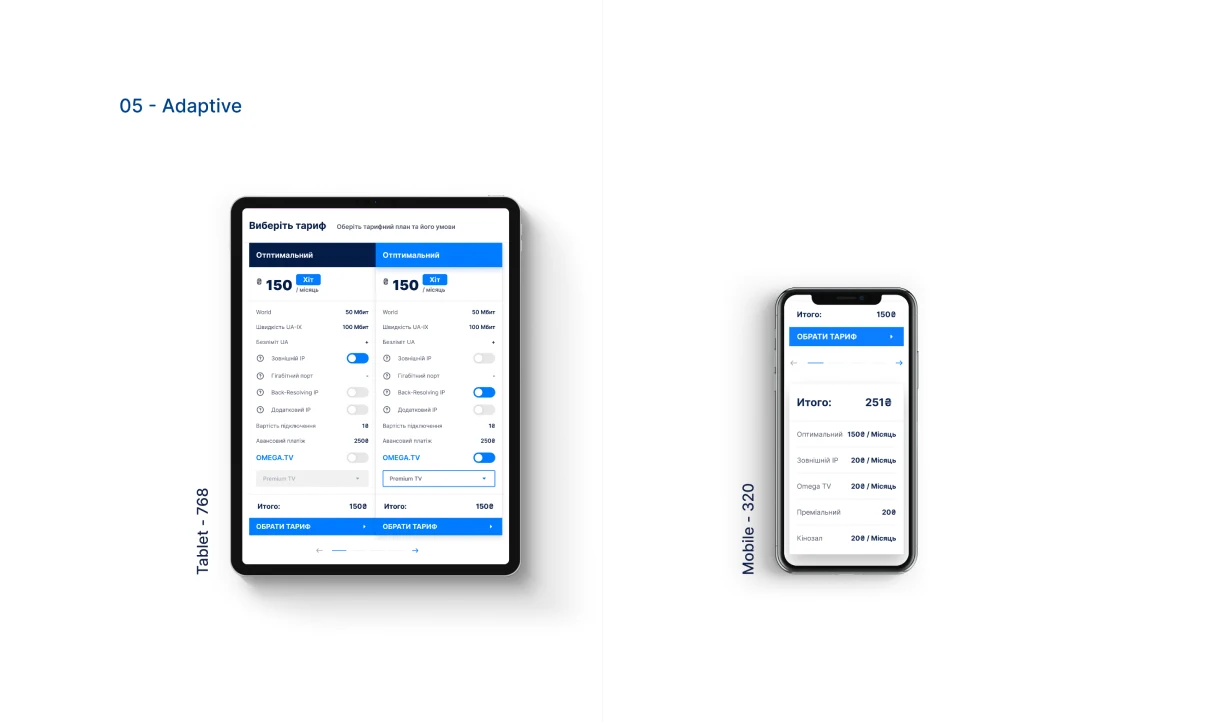 05 - Adaptive
Tablet - 768
Виберіть тариф Оберіть тарифний план та його умови
Отптимальний Отптимальний
₴ 150 Хіт / місяць ₴ 150 Хіт / місяць
World 50 Мбит World 50 Мбит
Швидкість UA-IX 100 Мбит Швидкість UA-IX 100 Мбит
Безліміт UA + Безліміт UA +
? Зовнішній IP ? Зовнішній IP
? Гігабітний порт - ? Гігабітний порт -
? Back-Resolving IP ? Back-Resolving IP
? Додатковий IP ? Додатковий IP
Вартість підключення 1₴ Вартість підключення 1₴
Авансовий платіж 250₴ Авансовий платіж 250₴
OMEGA.TV OMEGA.TV
Premium TV Premium TV
Итого: 150₴ Итого: 150₴
ОБРАТИ ТАРИФ ОБРАТИ ТАРИФ
Mobile - 320
Итого: 150₴
ОБРАТИ ТАРИФ
Итого: 251₴
Оптимальний 150₴ / Місяць
Зовнішній IP 20₴ / Місяць
Omega TV 20₴ / Місяць
Преміальний 20₴
Кінозал 20₴ / Місяць